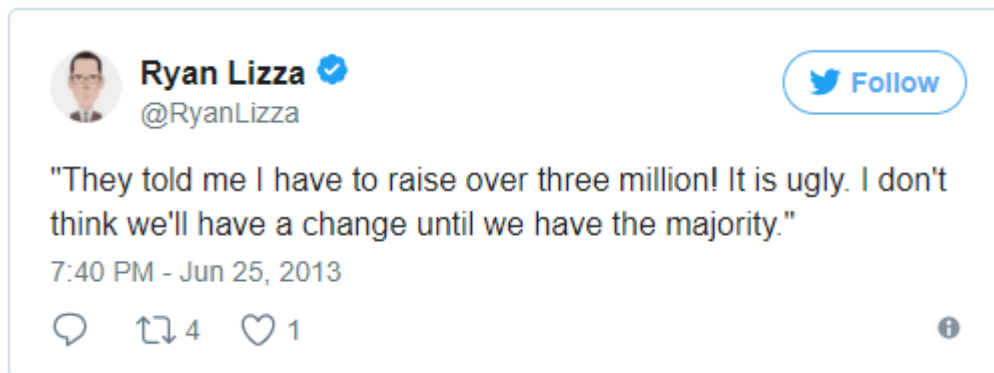 Ryan Lizza
Follow
@RyanLizza
"They told me I have to raise over three million! It is ugly. I don't
think we'll have a change until we have the majority."
7:40 PM - Jun 25, 2013
4 1